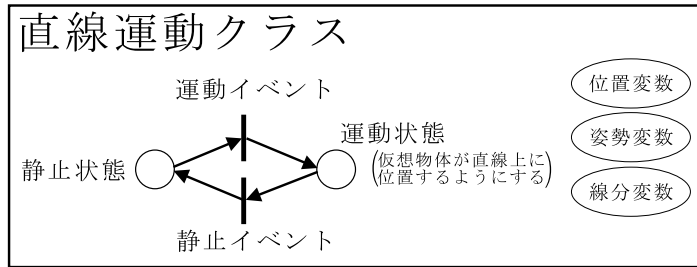 直線運動クラス
運動イベント
静止状態
運動状態
(仮想物体が直線上に
位置するようにする)
静止イベント
位置変数
姿勢変数
線分変数